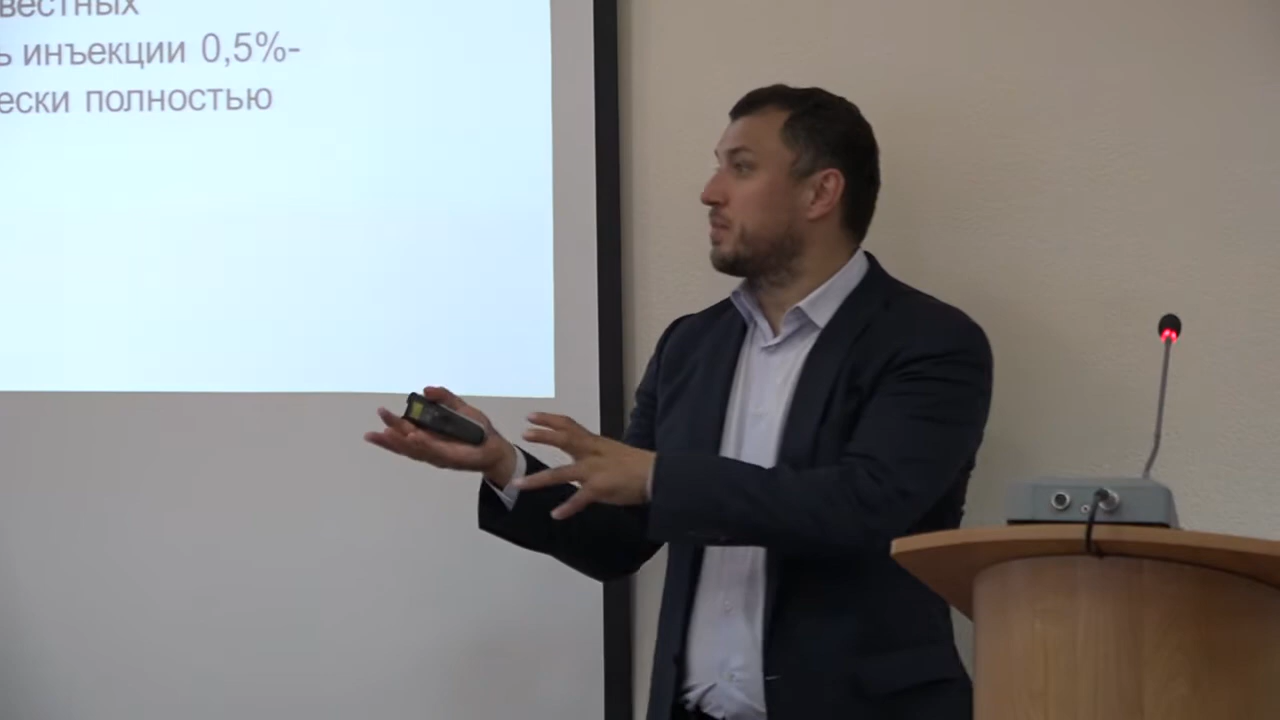 вестных
ь инъекции 0,5%-
ески полностью